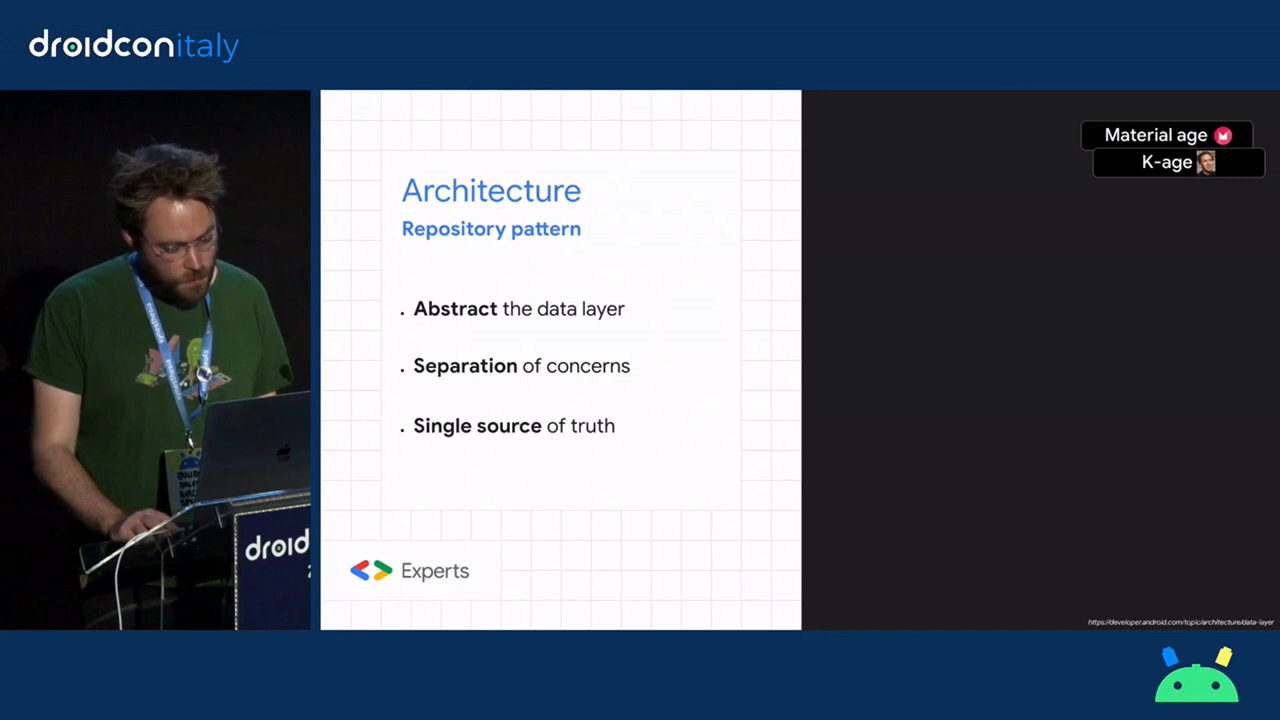 droidconitaly
Material age
K-age
Architecture
Repository pattern
. Abstract the data layer
. Separation of concerns
. Single source of truth
droid
Experts
https://developer.android.com/topic/architecture/data-layer